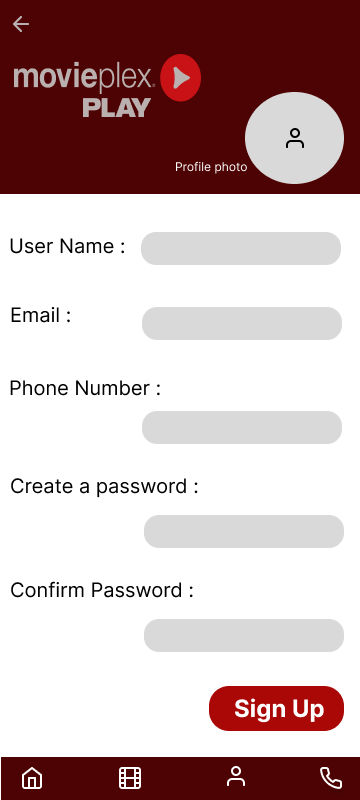 movieplex.
PLAY
Profile photo
User Name :
Email :
Phone Number :
Create a password :
Confirm Password :
Sign Up